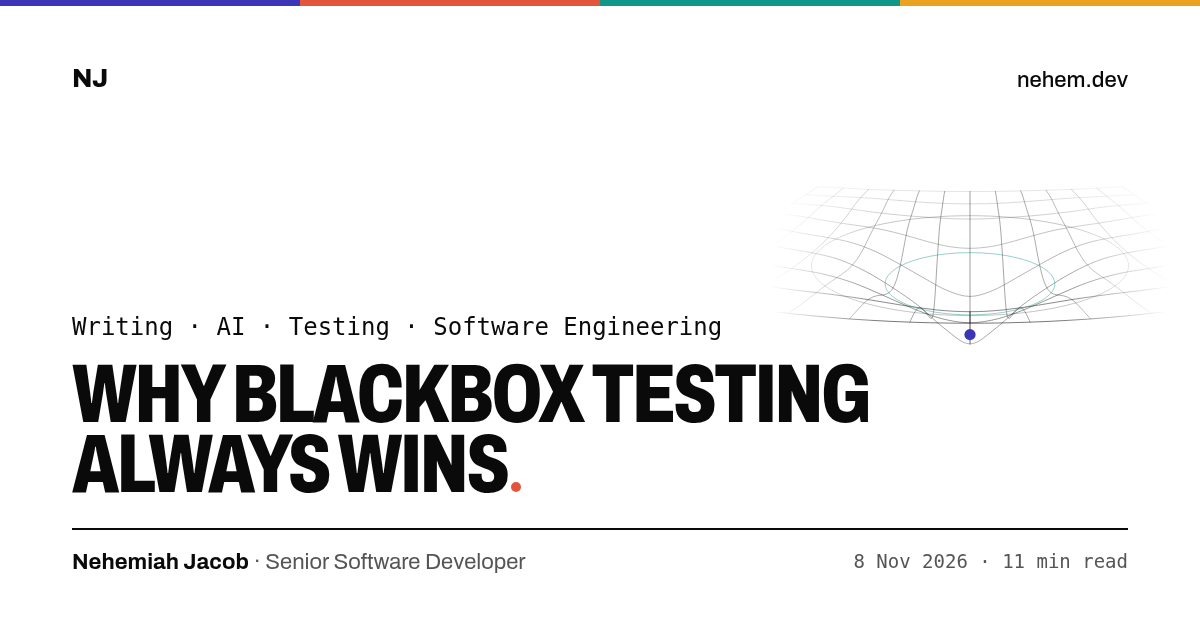 NJ
nehem.dev
Writing · AI · Testing · Software Engineering
WHY BLACKBOX TESTING
ALWAYS WINS.
Nehemiah Jacob · Senior Software Developer
8 Nov 2026 · 11 min read